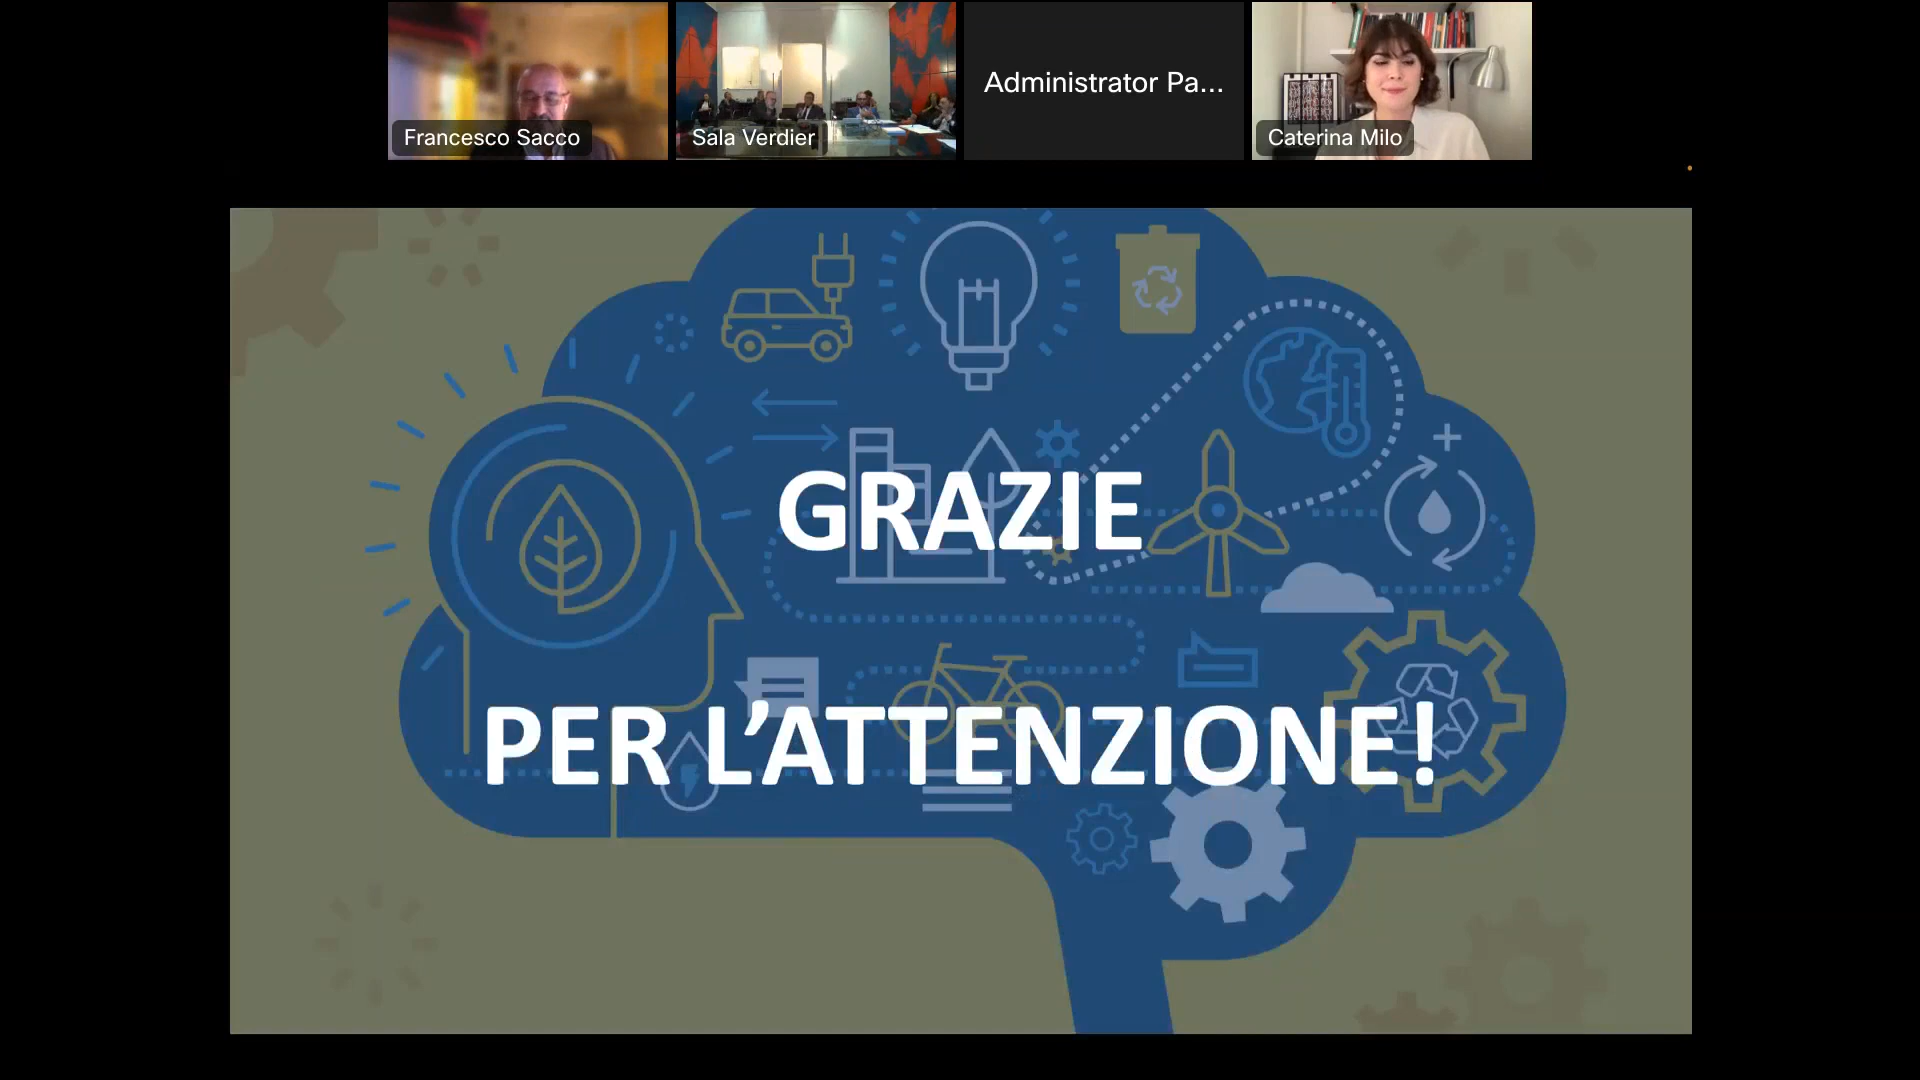 Francesco Sacco
Sala Verdier
Administrator Pa...
Caterina Milo
GRAZIE
PER L’ATTENZIONE!